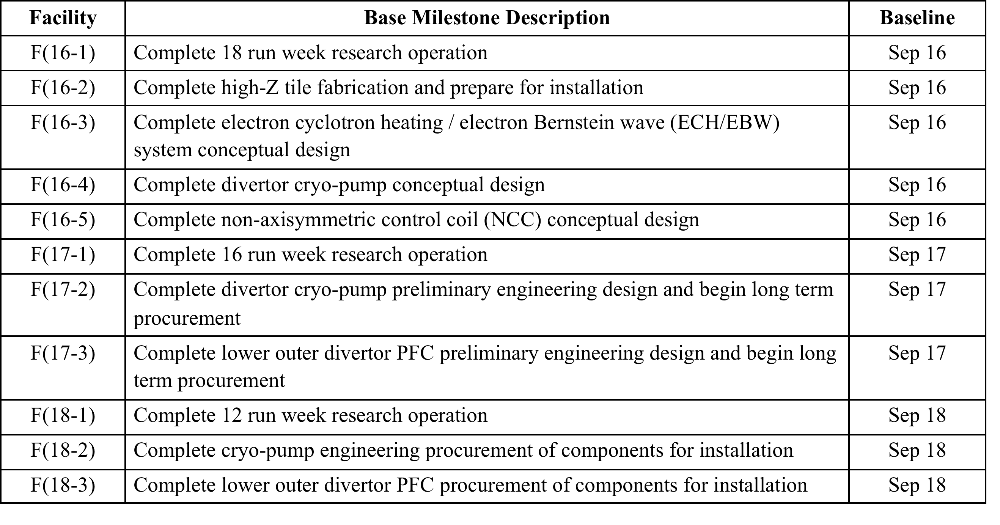 Facility Base Milestone Description Baseline
F(16-1) Complete 18 run week research operation Sep 16
F(16-2) Complete high-Z tile fabrication and prepare for installation Sep 16
F(16-3) Complete electron cyclotron heating / electron Bernstein wave (ECH/EBW) Sep 16
system conceptual design
F(16-4) Complete divertor cryo-pump conceptual design Sep 16
F(16-5) Complete non-axisymmetric control coil (NCC) conceptual design Sep 16
F(17-1) Complete 16 run week research operation Sep 17
F(17-2) Complete divertor cryo-pump preliminary engineering design and begin long term Sep 17
procurement
F(17-3) Complete lower outer divertor PFC preliminary engineering design and begin long Sep 17
term procurement
F(18-1) Complete 12 run week research operation Sep 18
F(18-2) Complete cryo-pump engineering procurement of components for installation Sep 18
F(18-3) Complete lower outer divertor PFC procurement of components for installation Sep 18